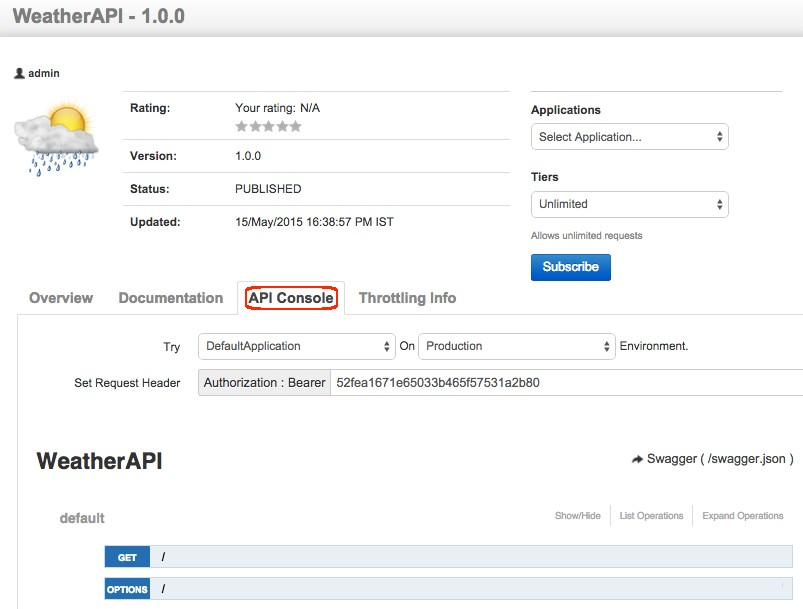 WeatherAPI - 1.0.0
admin
Rating: Your rating: N/A
Version: 1.0.0
Status: PUBLISHED
Updated: 15/May/2015 16:38:57 PM IST
Applications
Select Application...
Tiers
Unlimited
Allows unlimited requests
Subscribe
Overview Documentation API Console Throttling Info
Try DefaultApplication On Production Environment.
Set Request Header Authorization : Bearer 52fea1671e65033b465f57531a2b80
WeatherAPI Swagger ( /swagger.json )
default Show/Hide List Operations Expand Operations
GET /
OPTIONS /